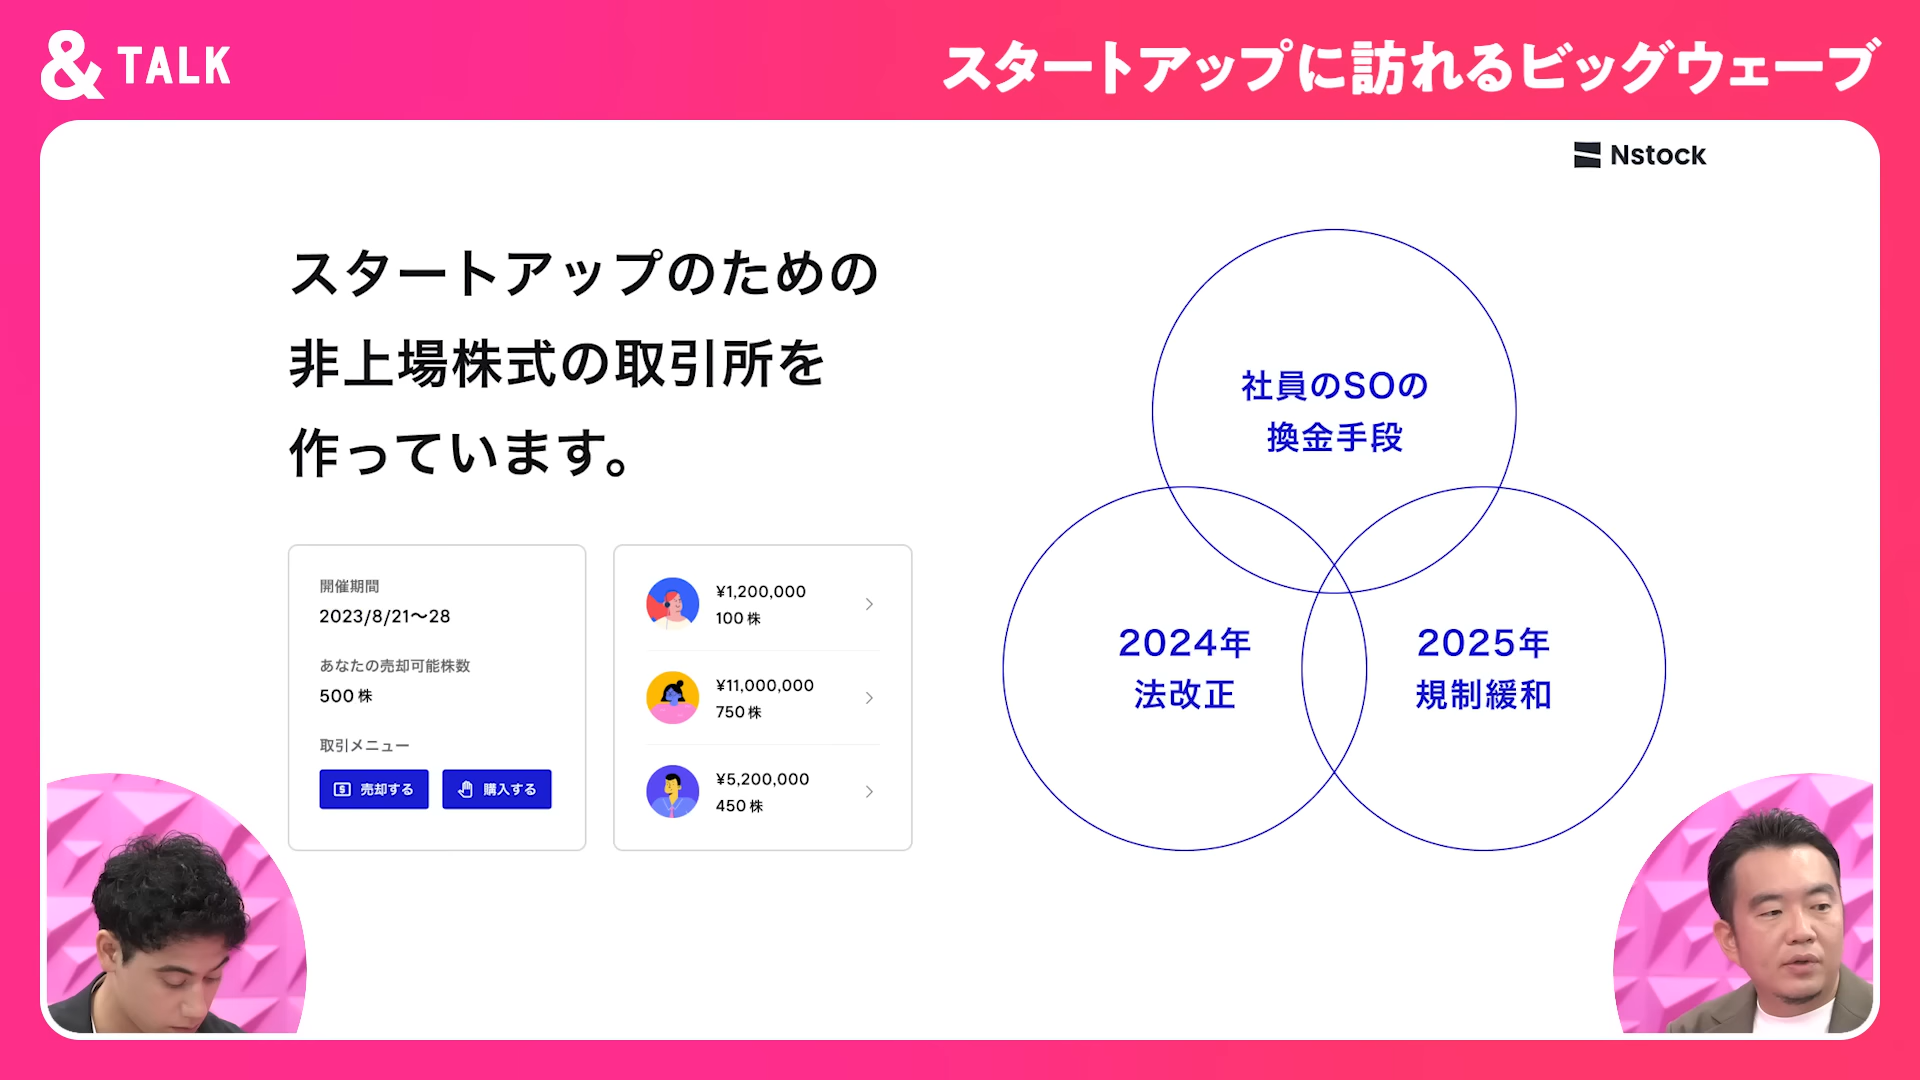 & TALK
スタートアップに訪れるビッグウェーブ
Nstock
スタートアップのための
非上場株式の取引所を
作っています。
開催期間
2023/8/21〜28
あなたの売却可能株数
500 株
取引メニュー
売却する
購入する
¥1,200,000
100 株
¥11,000,000
750 株
¥5,200,000
450 株
社員のSOの
換金手段
2024年
法改正
2025年
規制緩和